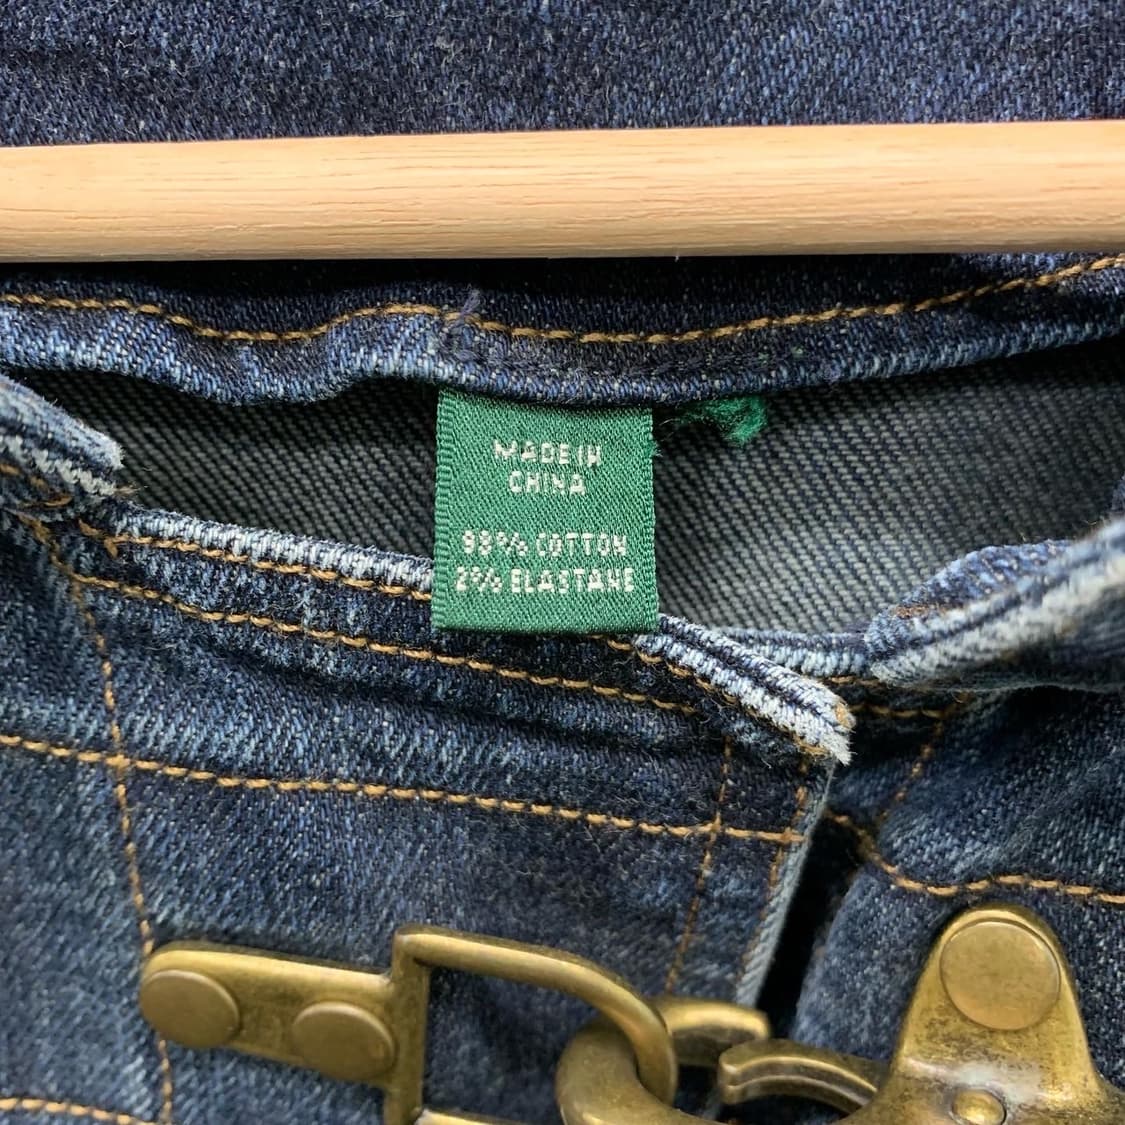 MADE IN
CHINA
98% COTTON
2% ELASTANE